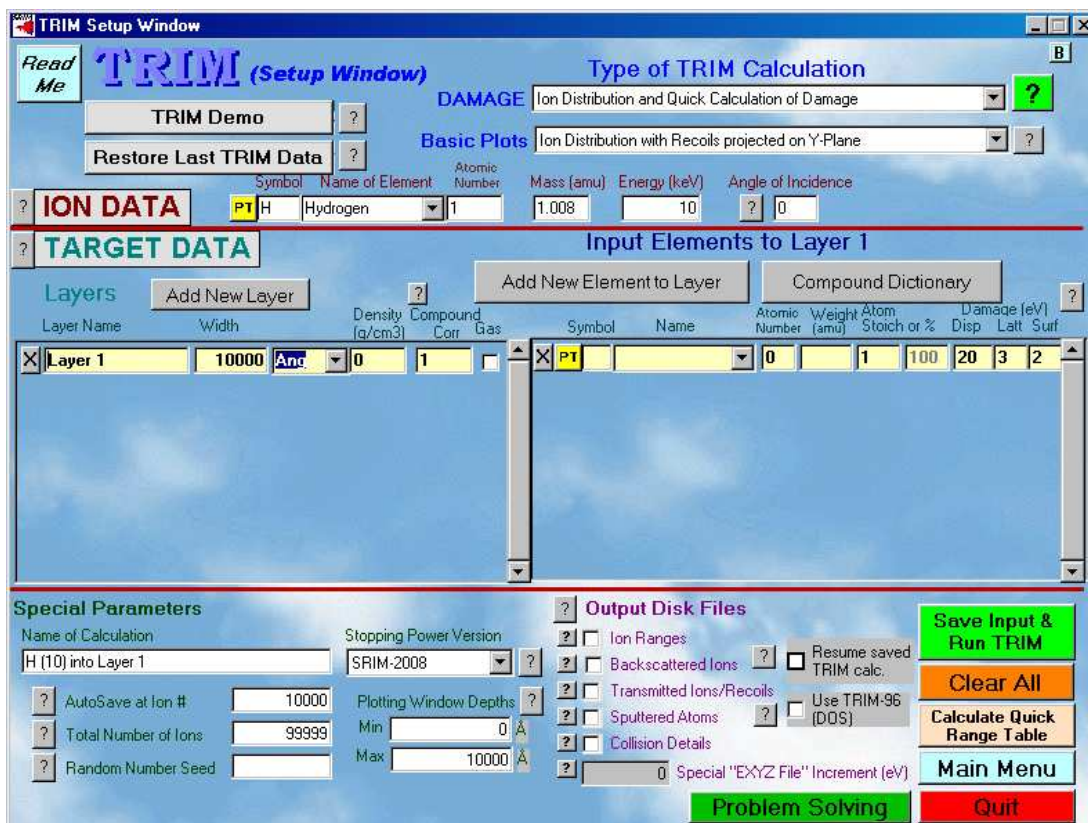 TRIM Setup Window
Read Me
TRIM (Setup Window)
B
Type of TRIM Calculation
DAMAGE Ion Distribution and Quick Calculation of Damage ?
TRIM Demo ?
Basic Plots Ion Distribution with Recoils projected on Y-Plane ?
Restore Last TRIM Data ?
Symbol Name of Element Atomic Number Mass (amu) Energy (keV) Angle of Incidence
? ION DATA PT H Hydrogen 1 1.008 10 ? 0
? TARGET DATA
Input Elements to Layer 1
Layers Add New Layer ?
Add New Element to Layer Compound Dictionary ?
Layer Name Width Density (g/cm3) Compound Corr Gas
Symbol Name Atomic Number Weight (amu) Atom Stoich or % Damage (eV) Disp Latt Surf
X Layer 1 10000 Ang 0 1
X PT 0 1 100 20 3 2
Special Parameters
Name of Calculation
H (10) into Layer 1
Stopping Power Version
SRIM-2008 ?
? AutoSave at Ion # 10000
? Total Number of Ions 99999
? Random Number Seed
Plotting Window Depths ?
Min 0 Å
Max 10000 Å
? Output Disk Files
? Ion Ranges
? Backscattered Ions
? Transmitted Ions/Recoils
? Sputtered Atoms
? Collision Details
? 0 Special "EXYZ File" Increment (eV)
? Resume saved TRIM calc.
? Use TRIM-96 (DOS)
Save Input & Run TRIM
Clear All
Calculate Quick Range Table
Main Menu
Problem Solving
Quit